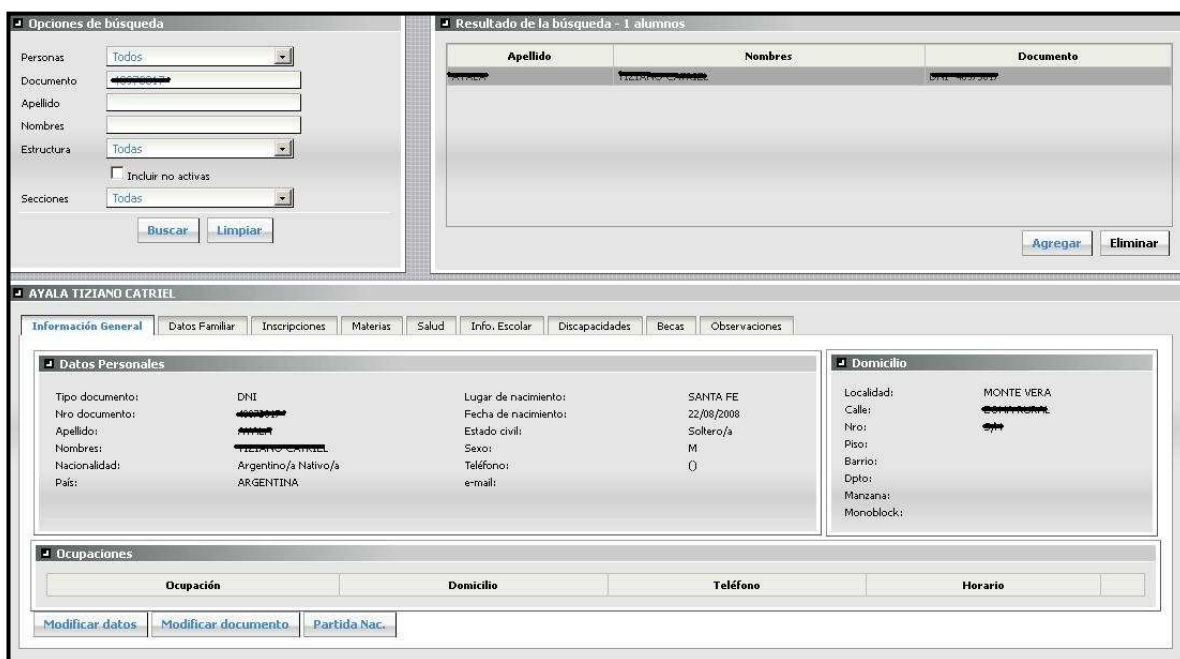 Opciones de búsqueda
Personas Todos
Documento
Apellido
Nombres
Estructura Todas
Incluir no activas
Secciones Todas
Buscar Limpiar
Resultado de la búsqueda - 1 alumnos
Apellido Nombres Documento
Agregar Eliminar
AYALA TIZIANO CATRIEL
Información General Datos Familiar Inscripciones Materias Salud Info. Escolar Discapacidades Becas Observaciones
Datos Personales
Tipo documento: DNI
Nro documento:
Apellido:
Nombres:
Nacionalidad: Argentino/a Nativo/a
País: ARGENTINA
Lugar de nacimiento: SANTA FE
Fecha de nacimiento: 22/08/2008
Estado civil: Soltero/a
Sexo: M
Teléfono: ()
e-mail:
Domicilio
Localidad: MONTE VERA
Calle:
Nro:
Piso:
Barrio:
Dpto:
Manzana:
Monoblock:
Ocupaciones
Ocupación Domicilio Teléfono Horario
Modificar datos Modificar documento Partida Nac.